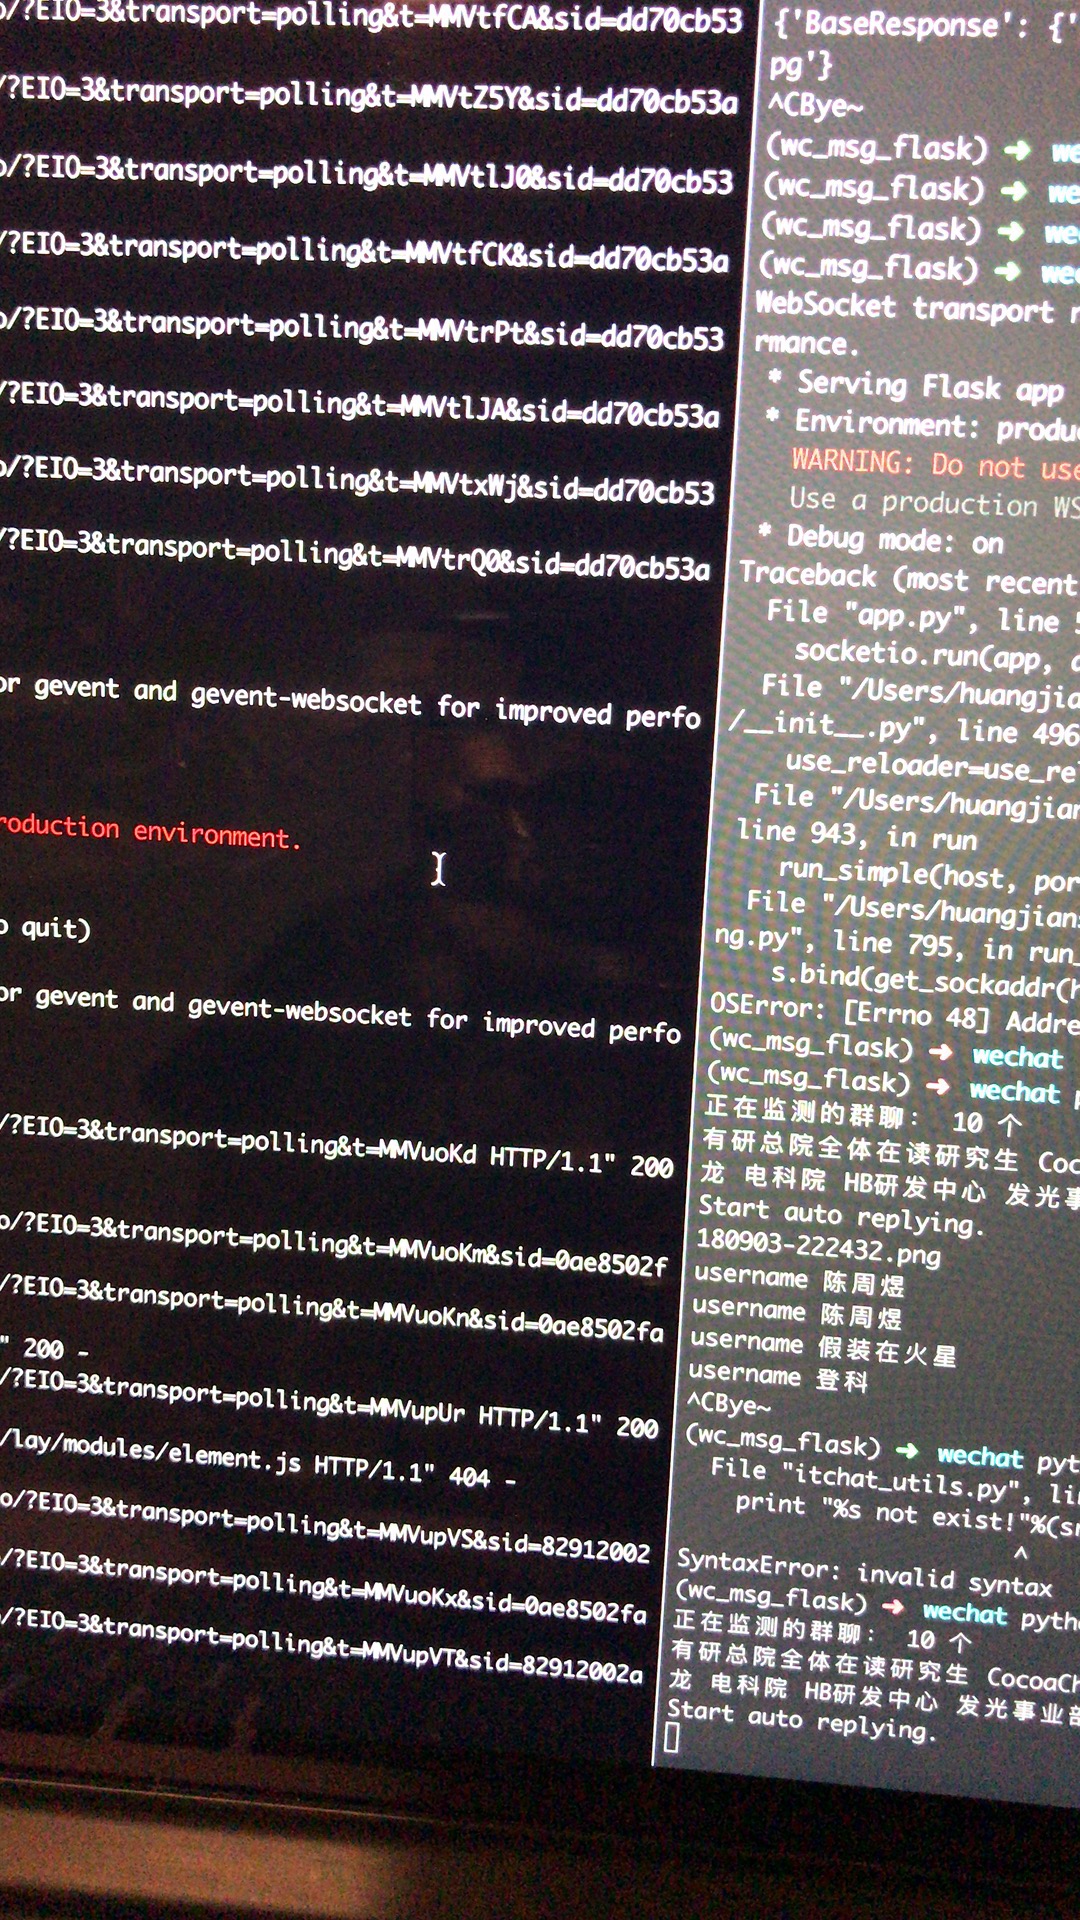 o/?EIO=3&transport=polling&t=MMVtfCA&sid=dd70cb53
/?EIO=3&transport=polling&t=MMVtZ5Y&sid=dd70cb53a
o/?EIO=3&transport=polling&t=MMVtlJ0&sid=dd70cb53
/?EIO=3&transport=polling&t=MMVtfCK&sid=dd70cb53a
o/?EIO=3&transport=polling&t=MMVtrPt&sid=dd70cb53
/?EIO=3&transport=polling&t=MMVtlJA&sid=dd70cb53a
o/?EIO=3&transport=polling&t=MMVtxWj&sid=dd70cb53
/?EIO=3&transport=polling&t=MMVtrQ0&sid=dd70cb53a
or gevent and gevent-websocket for improved perfo
roduction environment.
o quit)
or gevent and gevent-websocket for improved perfo
/?EIO=3&transport=polling&t=MMVuoKd HTTP/1.1" 200
o/?EIO=3&transport=polling&t=MMVuoKm&sid=0ae8502f
/?EIO=3&transport=polling&t=MMVuoKn&sid=0ae8502fa
" 200 -
/?EIO=3&transport=polling&t=MMVupUr HTTP/1.1" 200
/lay/modules/element.js HTTP/1.1" 404 -
o/?EIO=3&transport=polling&t=MMVupVS&sid=82912002
/?EIO=3&transport=polling&t=MMVuoKx&sid=0ae8502fa
/?EIO=3&transport=polling&t=MMVupVT&sid=82912002a
{'BaseResponse': {'
pg'}
^CBye~
(wc_msg_flask) ➜ we
(wc_msg_flask) ➜ we
(wc_msg_flask) ➜ we
(wc_msg_flask) ➜ we
WebSocket transport n
rmance.
* Serving Flask app
* Environment: produc
WARNING: Do not use
Use a production WS
* Debug mode: on
Traceback (most recent
File "app.py", line 5
socketio.run(app, d
File "/Users/huangjia
/__init__.py", line 496
use_reloader=use_rel
File "/Users/huangjian
line 943, in run
run_simple(host, por
File "/Users/huangjians
ng.py", line 795, in run_
s.bind(get_sockaddr(h
OSError: [Errno 48] Addre
(wc_msg_flask) ➜ wechat
(wc_msg_flask) ➜ wechat p
正在监测的群聊： 10 个
有研总院全体在读研究生 Coc
龙 电科院 HB研发中心 发光事
Start auto replying.
180903-222432.png
username 陈周煜
username 陈周煜
username 假装在火星
username 登科
^CBye~
(wc_msg_flask) ➜ wechat pyt
File "itchat_utils.py", lin
print "%s not exist!"%(sr
^
SyntaxError: invalid syntax
(wc_msg_flask) ➜ wechat pytho
正在监测的群聊： 10 个
有研总院全体在读研究生 CocoaCh
龙 电科院 HB研发中心 发光事业部
Start auto replying.